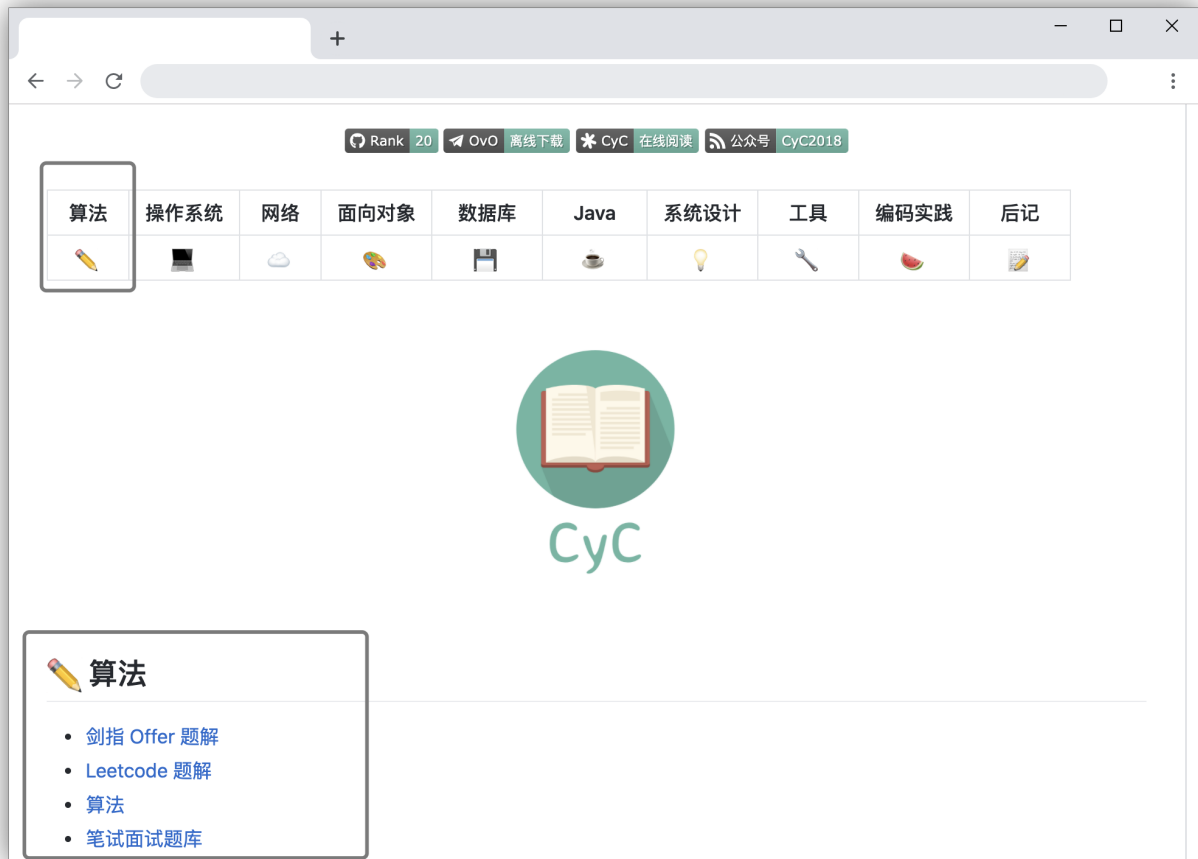 Rank 20 OvO 离线下载 CyC 在线阅读 公众号 CyC2018
算法 操作系统 网络 面向对象 数据库 Java 系统设计 工具 编码实践 后记
CyC
算法
剑指 Offer 题解
Leetcode 题解
算法
笔试面试题库